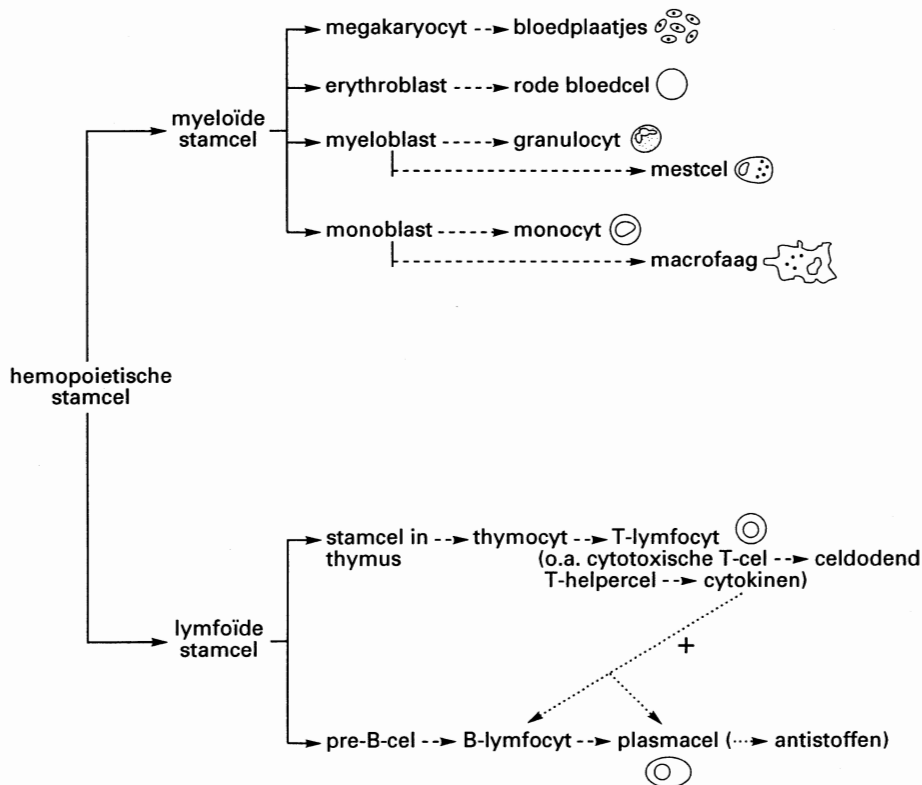 megakaryocyt bloedplaatjes
erythroblast rode bloedcel
myeloïde
stamcel
myeloblast granulocyt
mestcel
monoblast monocyt
macrofaag
hemopoietische
stamcel
stamcel in
thymus
thymocyt T-lymfocyt
(o.a. cytotoxische T-cel celdodend
T-helpercel cytokinen)
lymfoïde
stamcel
+
pre-B-cel B-lymfocyt plasmacel ( antistoffen)